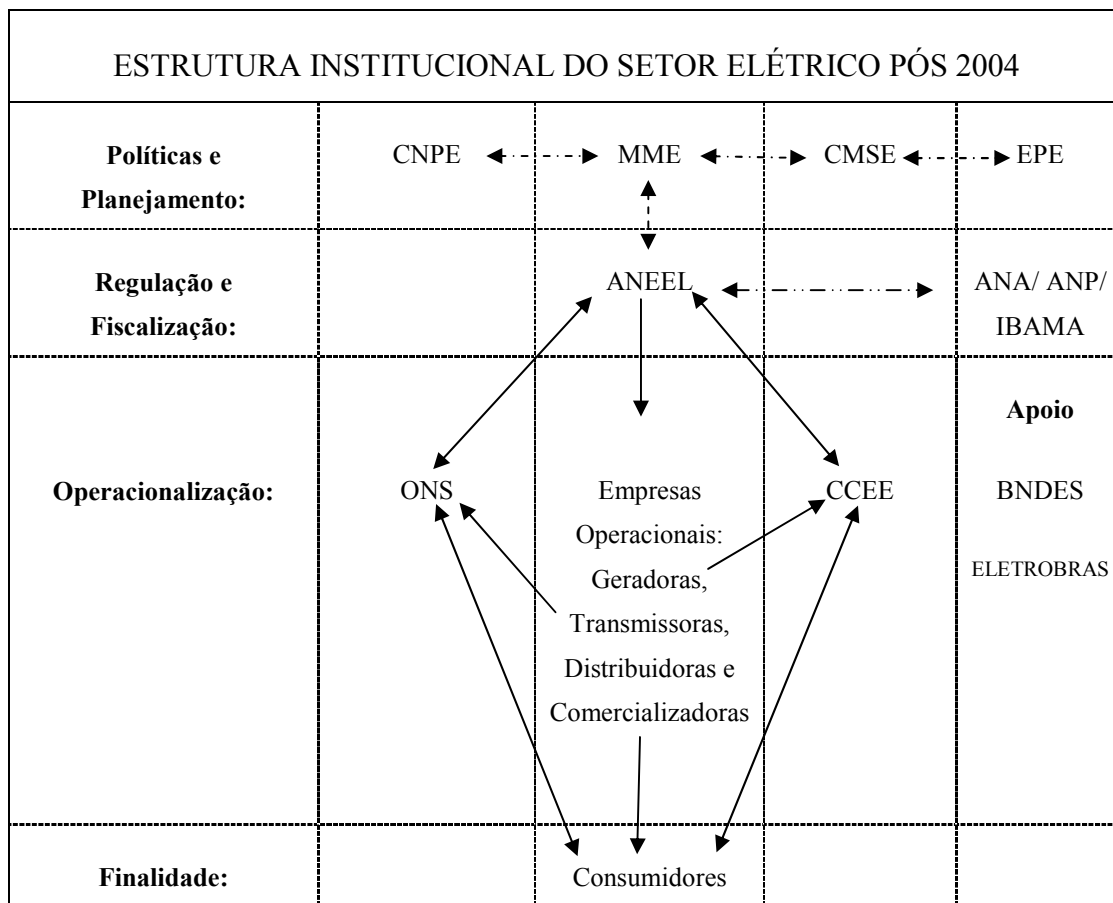 ESTRUTURA INSTITUCIONAL DO SETOR ELÉTRICO PÓS 2004
Políticas e
Planejamento:
CNPE
MME
CMSE
EPE
Regulação e
Fiscalização:
ANEEL
ANA/ ANP/
IBAMA
Operacionalização:
ONS
Empresas
Operacionais:
Geradoras,
Transmissoras,
Distribuidoras e
Comercializadoras
CCEE
Apoio
BNDES
ELETROBRAS
Finalidade:
Consumidores